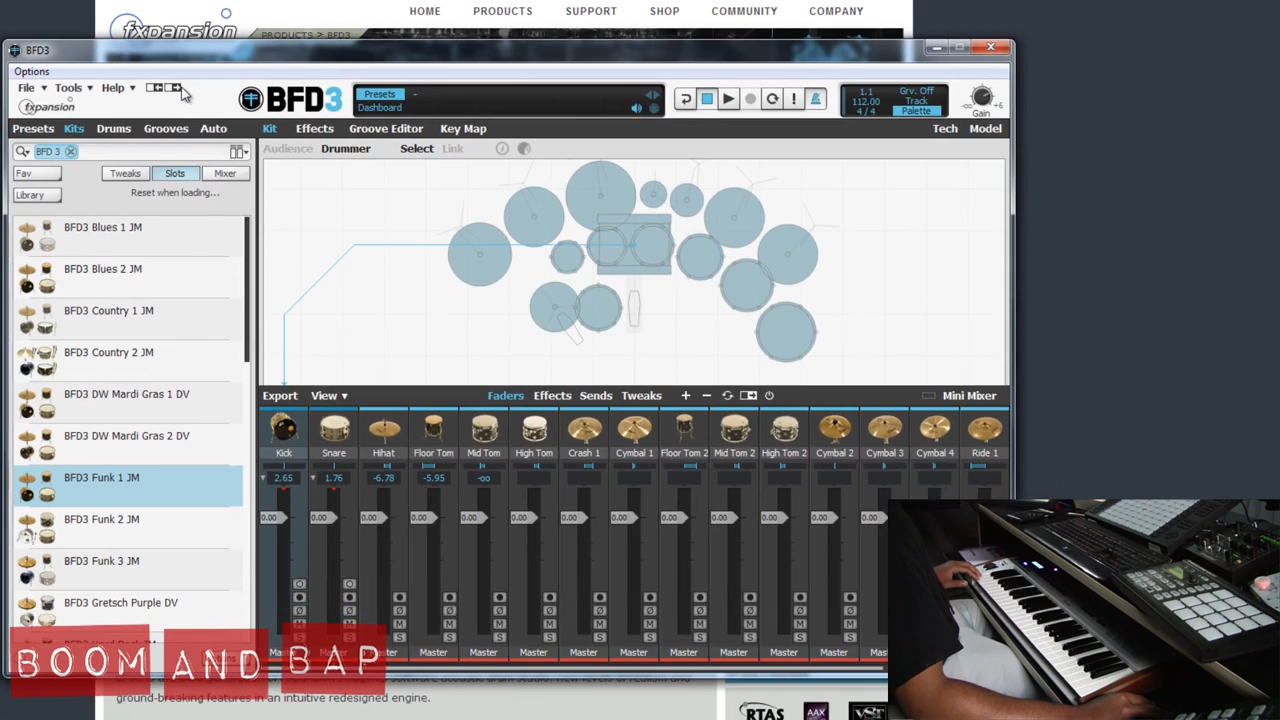 fxpansion
HOME PRODUCTS SUPPORT SHOP COMMUNITY COMPANY
PRODUCTS > BFD3
BFD3
Options
File Tools Help
fxpansion
BFD3
Presets -
Dashboard
1.1
112.00
4 / 4
Grv. Off
Track
Palette
-∞ +6
Gain
Presets Kits Drums Grooves Auto
Kit Effects Groove Editor Key Map
Tech Model
BFD 3
Audience Drummer Select Link
Fav
Tweaks Slots Mixer
Library
Reset when loading...
BFD3 Blues 1 JM
BFD3 Blues 2 JM
BFD3 Country 1 JM
BFD3 Country 2 JM
BFD3 DW Mardi Gras 1 DV
BFD3 DW Mardi Gras 2 DV
BFD3 Funk 1 JM
BFD3 Funk 2 JM
BFD3 Funk 3 JM
BFD3 Gretsch Purple DV
Export View
Faders Effects Sends Tweaks + −
Mini Mixer
Kick Snare Hihat Floor Tom Mid Tom High Tom Crash 1 Cymbal 1 Floor Tom 2 Mid Tom 2 High Tom 2 Cymbal 2 Cymbal 3 Cymbal 4 Ride 1
2.65 1.76 -6.78 -5.95 -∞
0.00 0.00 0.00 0.00 0.00 0.00 0.00 0.00 0.00 0.00 0.00 0.00 0.00
Master Master Master Master Master Master Master Master Master Master Master
BOOM AND BAP
ground-breaking features in an intuitive redesigned engine.
RTAS AAX VST